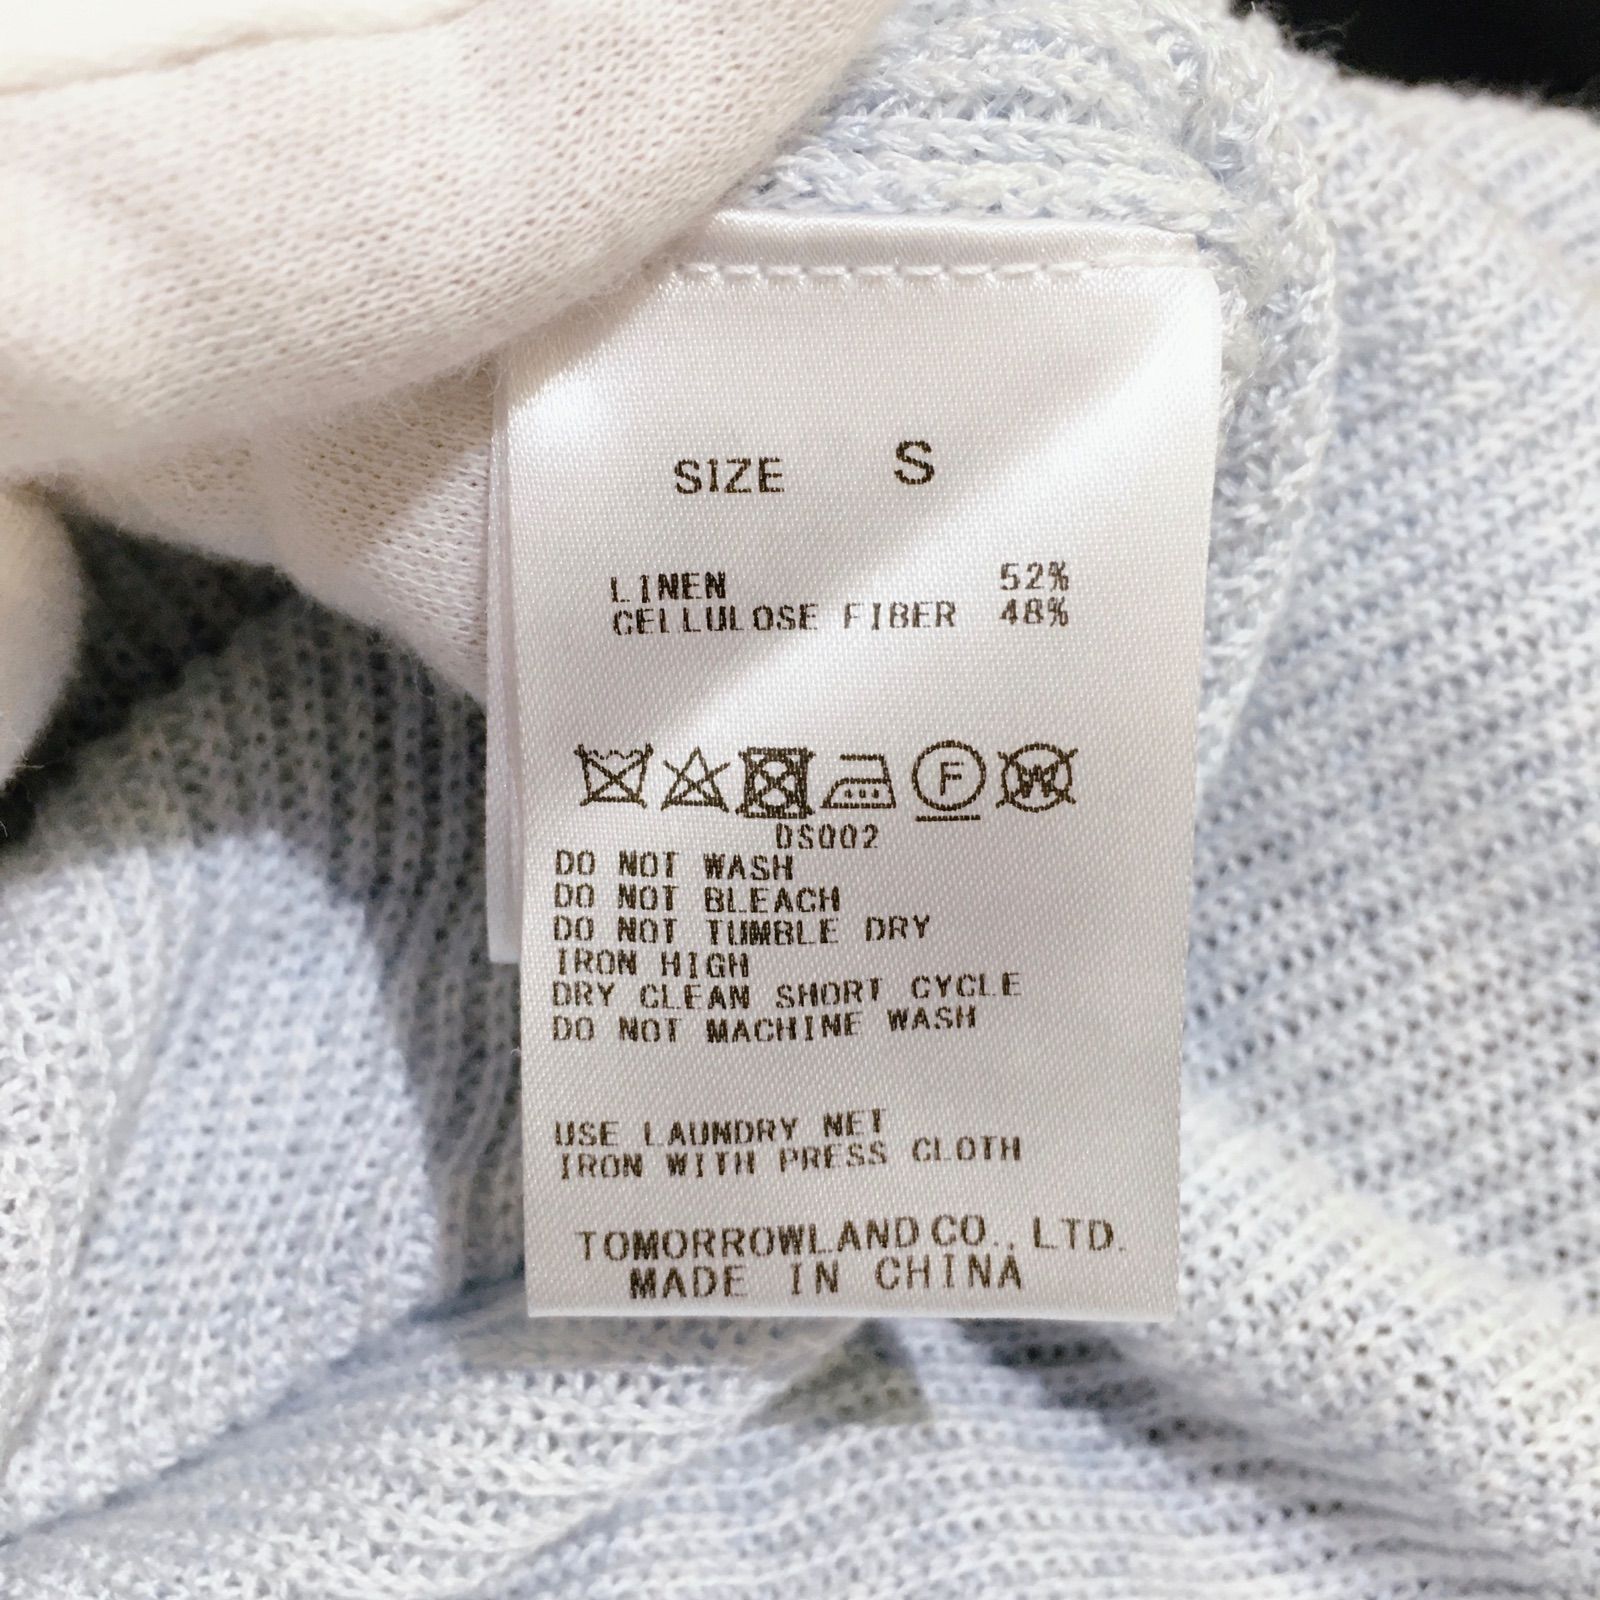 SIZE S
LINEN 52%
CELLULOSE FIBER 48%
F W
DS002
DO NOT WASH
DO NOT BLEACH
DO NOT TUMBLE DRY
IRON HIGH
DRY CLEAN SHORT CYCLE
DO NOT MACHINE WASH
USE LAUNDRY NET
IRON WITH PRESS CLOTH
TOMORROWLAND CO., LTD.
MADE IN CHINA